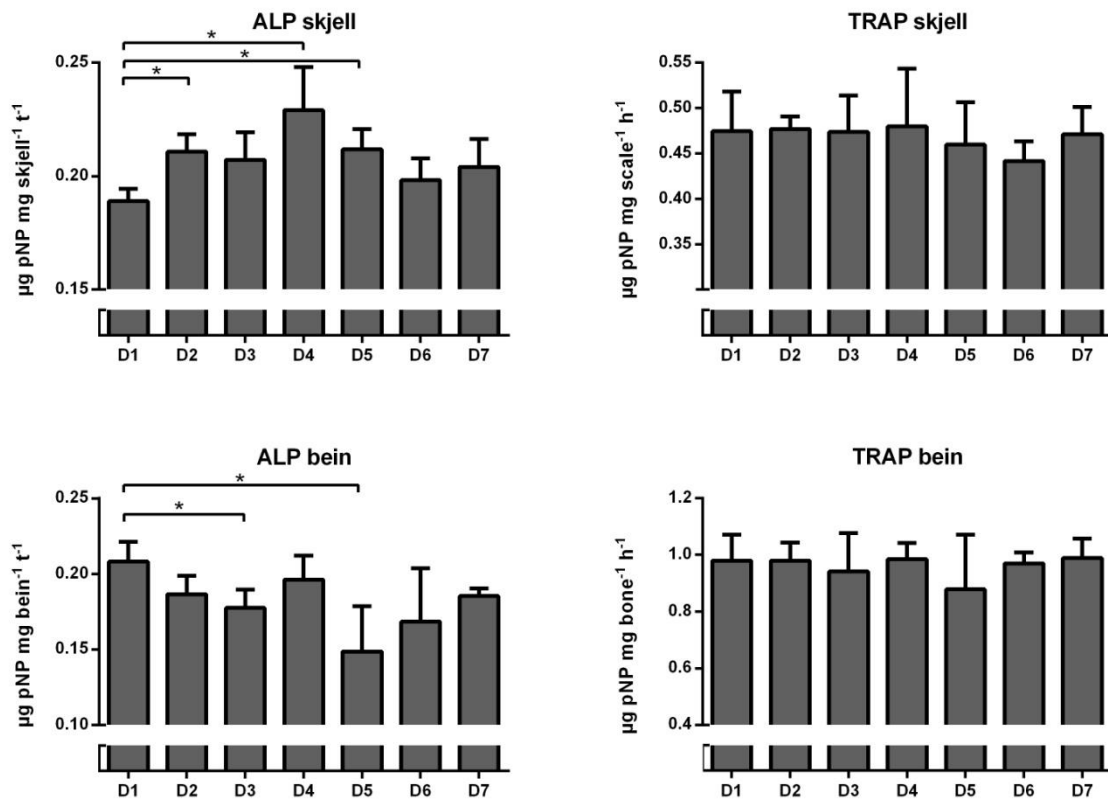 ALP skjell
µg pNP mg skjell⁻¹ t⁻¹
0.25
0.20
0.15
*
*
*
D1 D2 D3 D4 D5 D6 D7
TRAP skjell
µg pNP mg scale⁻¹ h⁻¹
0.55
0.50
0.45
0.40
0.35
D1 D2 D3 D4 D5 D6 D7
ALP bein
µg pNP mg bein⁻¹ t⁻¹
0.25
0.20
0.15
0.10
*
*
D1 D2 D3 D4 D5 D6 D7
TRAP bein
µg pNP mg bone⁻¹ h⁻¹
1.2
1.0
0.8
0.6
0.4
D1 D2 D3 D4 D5 D6 D7